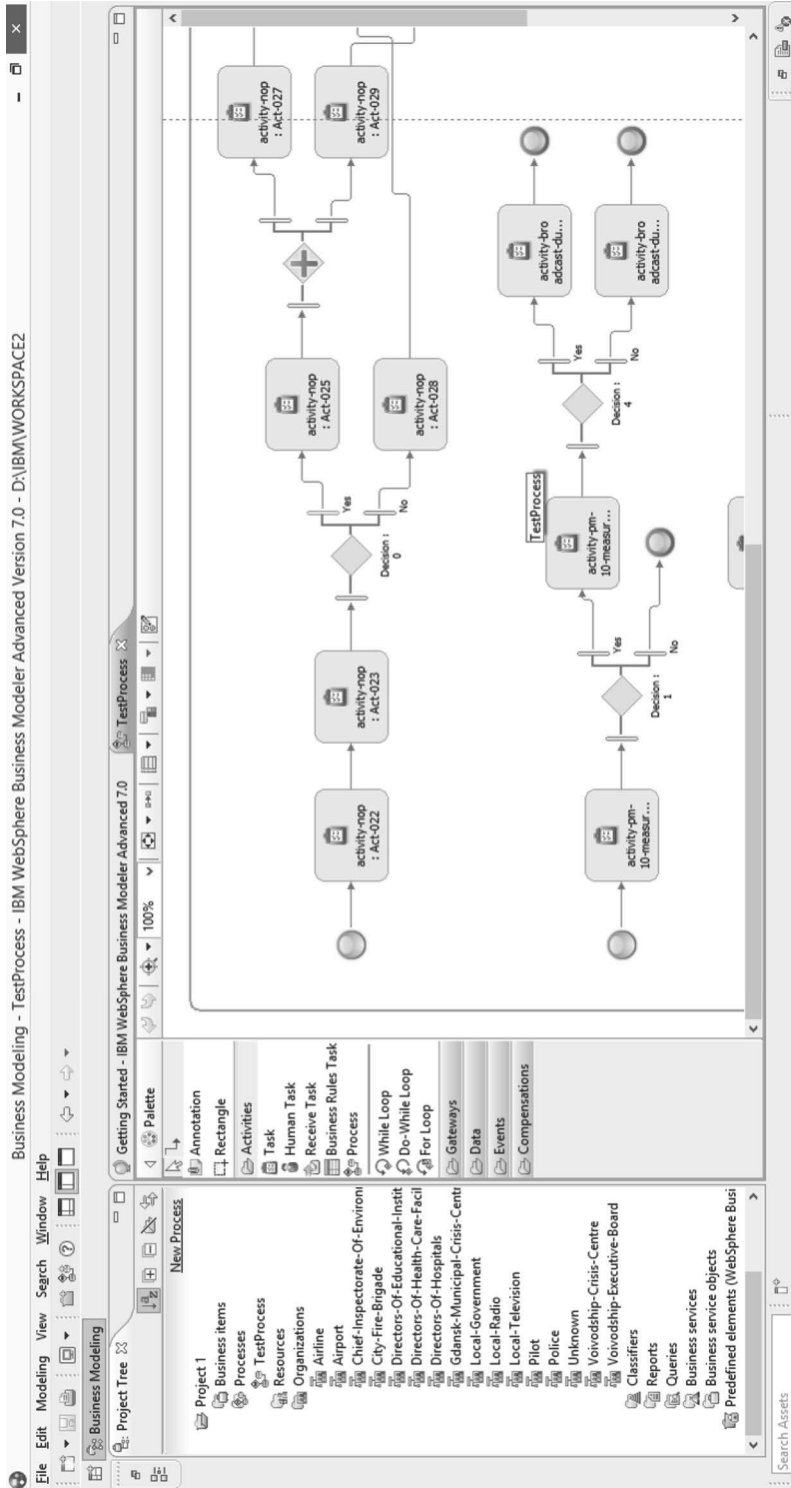 Business Modeling - TestProcess - IBM WebSphere Business Modeler Advanced Version 7.0 - D:\IBM\WORKSPACE2
File Edit Modeling View Search Window Help
Business Modeling
Project Tree
New Process
Project 1
Business items
Processes
TestProcess
Resources
Organizations
Airline
Airport
Chief-Inspectorate-Of-Environ
City-Fire-Brigade
Directors-Of-Educational-Instit
Directors-Of-Health-Care-Facil
Directors-Of-Hospitals
Gdansk-Municipal-Crisis-Centr
Local-Government
Local-Radio
Local-Television
Pilot
Police
Unknown
Voivodship-Crisis-Centre
Voivodship-Executive-Board
Classifiers
Reports
Queries
Business services
Business service objects
Predefined elements (WebSphere Busi
Search Assets
Getting Started - IBM WebSphere Business Modeler Advanced 7.0
TestProcess
Palette
100%
Annotation
Rectangle
Activities
Task
Human Task
Receive Task
Business Rules Task
Process
While Loop
Do-While Loop
For Loop
Gateways
Data
Events
Compensations
activity-nop
: Act-022
activity-nop
: Act-023
Decision :
0
Yes
No
activity-nop
: Act-025
activity-nop
: Act-028
activity-nop
: Act-027
activity-nop
: Act-029
activity-pm-
10-measur...
Decision :
1
Yes
No
TestProcess
activity-pm-
10-measur...
Decision :
4
Yes
No
activity-bro
adcast-du...
activity-bro
adcast-du...